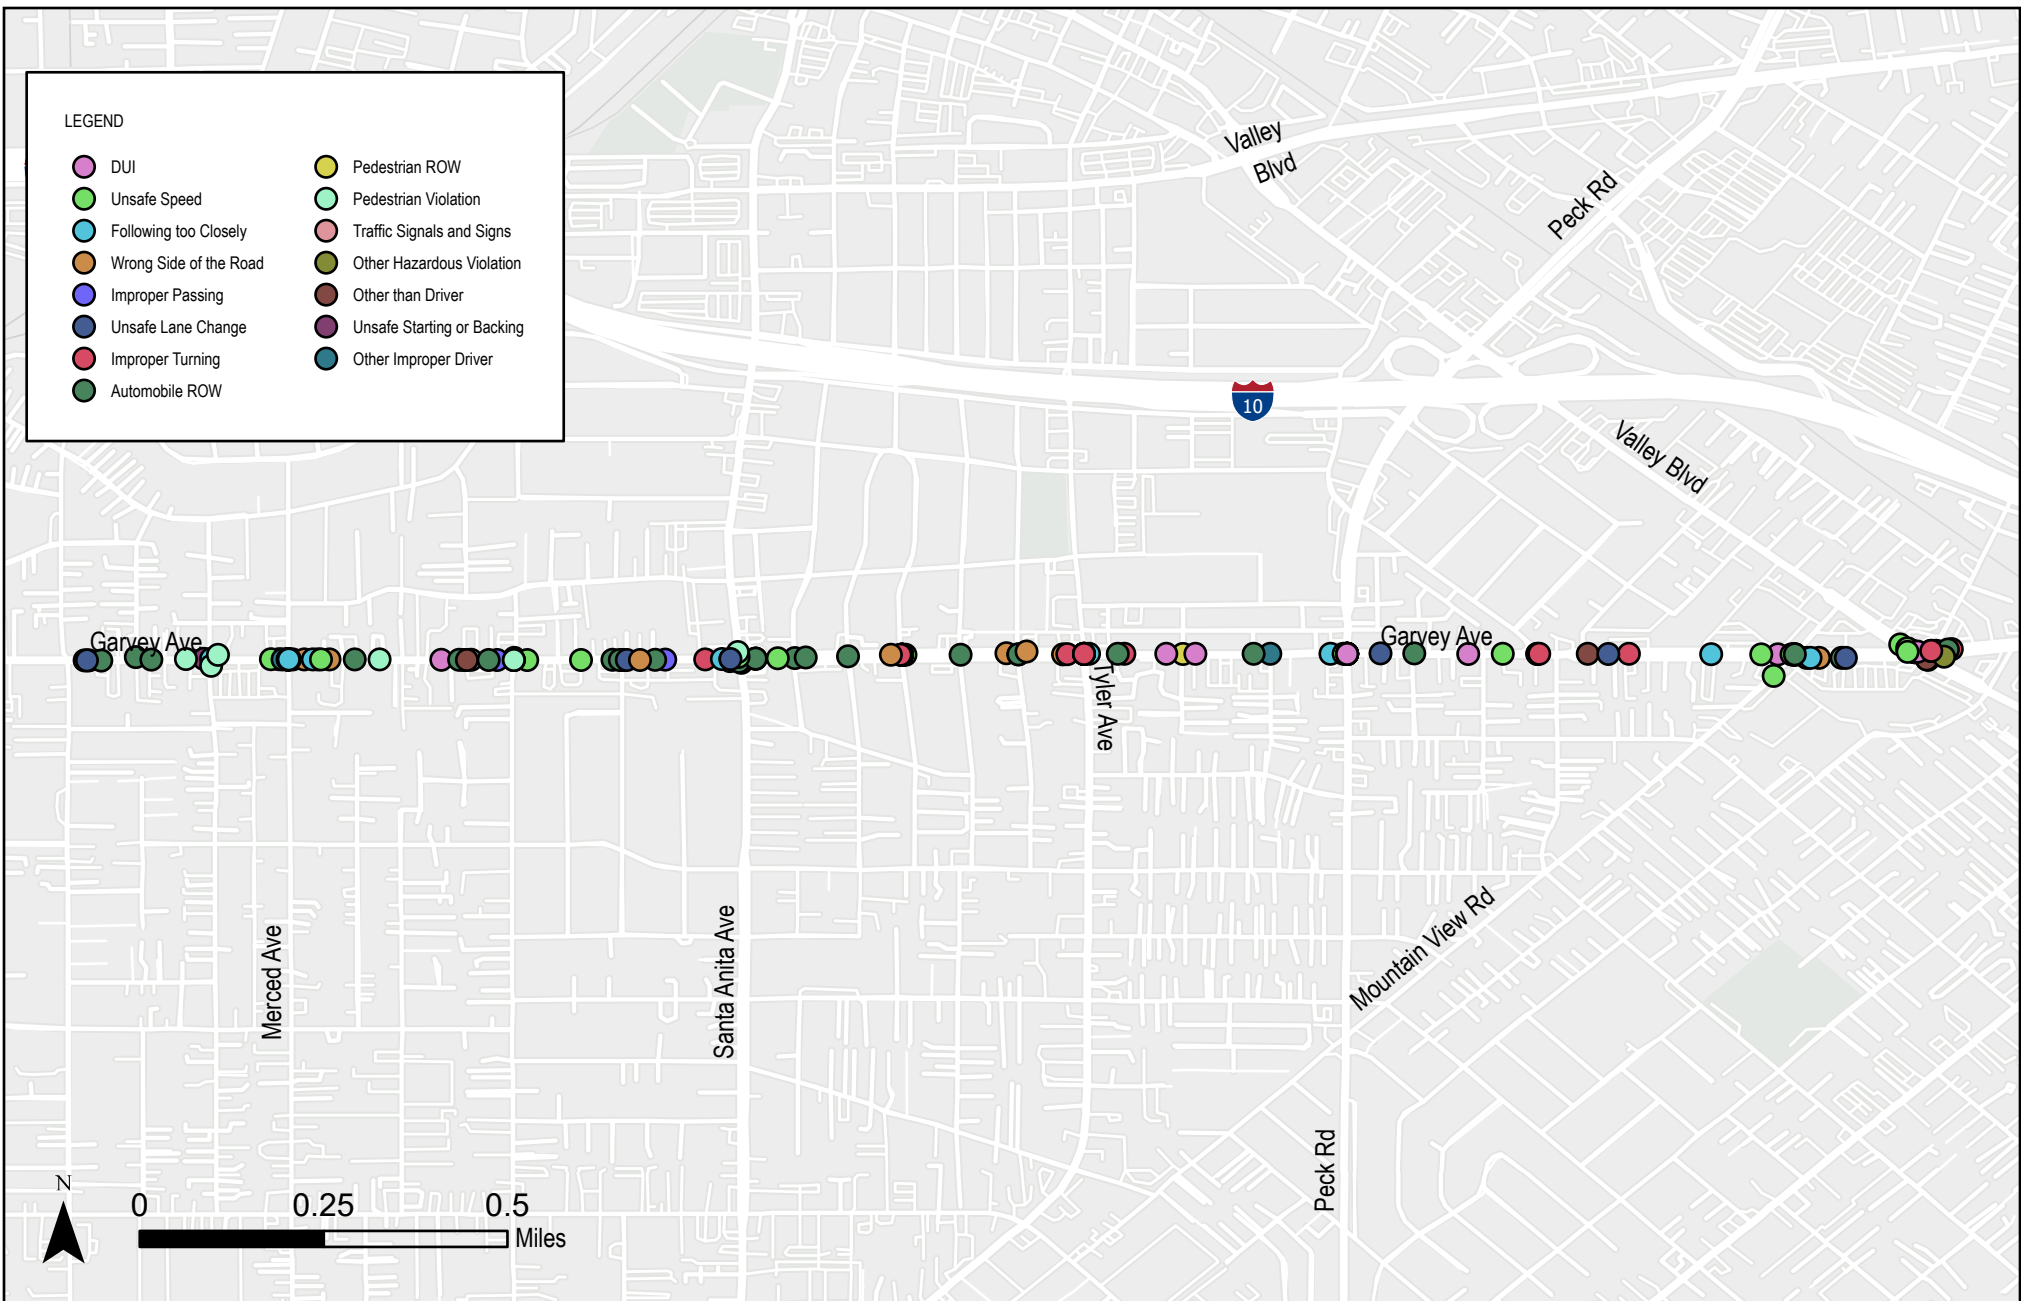 LEGEND
DUI
Unsafe Speed
Following too Closely
Wrong Side of the Road
Improper Passing
Unsafe Lane Change
Improper Turning
Automobile ROW
Pedestrian ROW
Pedestrian Violation
Traffic Signals and Signs
Other Hazardous Violation
Other than Driver
Unsafe Starting or Backing
Other Improper Driver
Valley
Blvd
Peck Rd
10
Valley Blvd
Garvey Ave
Garvey Ave
Tyler Ave
Merced Ave
Santa Anita Ave
Mountain View Rd
Peck Rd
N
0 0.25 0.5
Miles